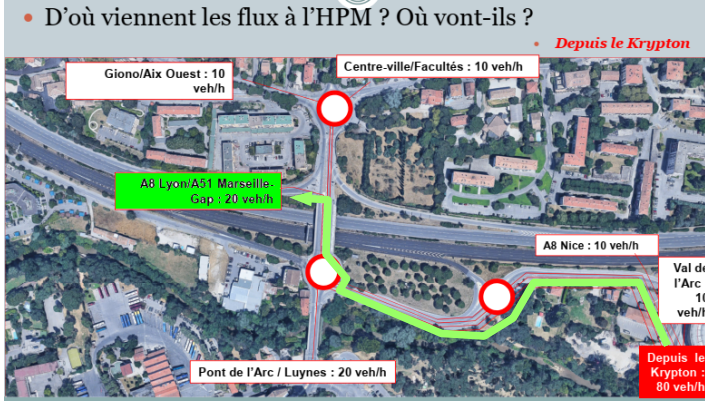 D’où viennent les flux à l’HPM ? Où vont-ils ?
Depuis le Krypton
Giono/Aix Ouest : 10
veh/h
Centre-ville/Facultés : 10 veh/h
A8 Lyon/A51 Marseille-
Gap : 20 veh/h
A8 Nice : 10 veh/h
Val de
l’Arc :
10
veh/h
Pont de l’Arc / Luynes : 20 veh/h
Depuis le
Krypton :
80 veh/h